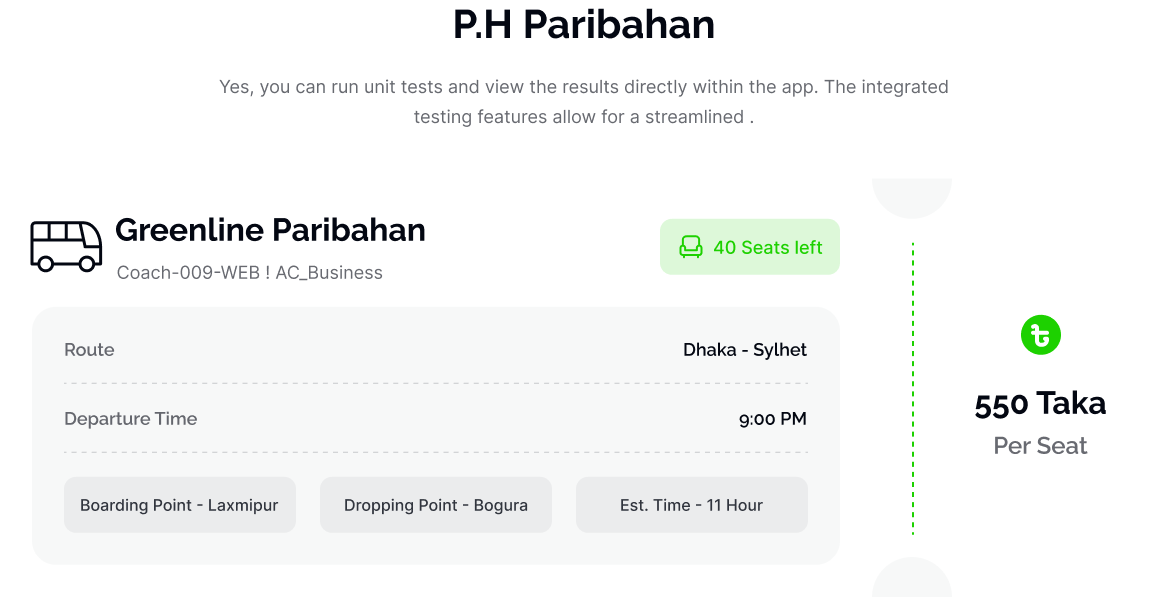 P.H Paribahan
Yes, you can run unit tests and view the results directly within the app. The integrated
testing features allow for a streamlined .
Greenline Paribahan
Coach-009-WEB ! AC_Business
40 Seats left
Route
Dhaka - Sylhet
Departure Time
9:00 PM
Boarding Point - Laxmipur
Dropping Point - Bogura
Est. Time - 11 Hour
550 Taka
Per Seat